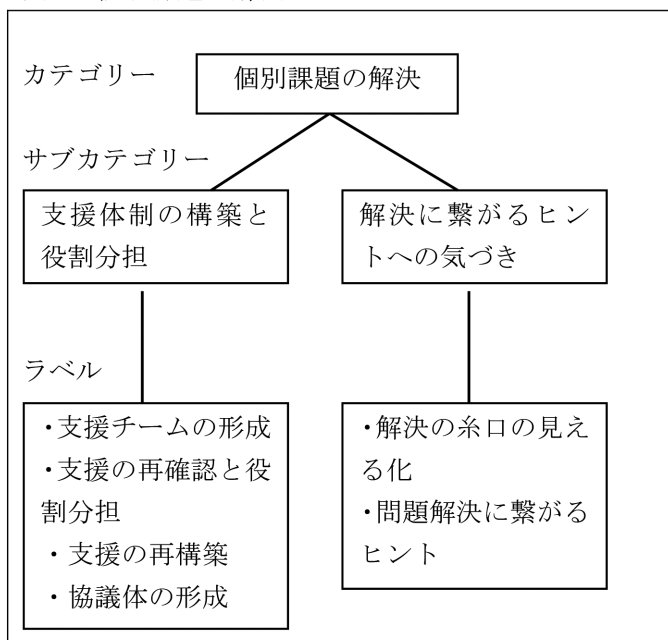 カテゴリー
個別課題の解決
サブカテゴリー
支援体制の構築と
役割分担
解決に繋がるヒン
トへの気づき
ラベル
・支援チームの形成
・支援の再確認と役
割分担
・支援の再構築
・協議体の形成
・解決の糸口の見え
る化
・問題解決に繋がる
ヒント